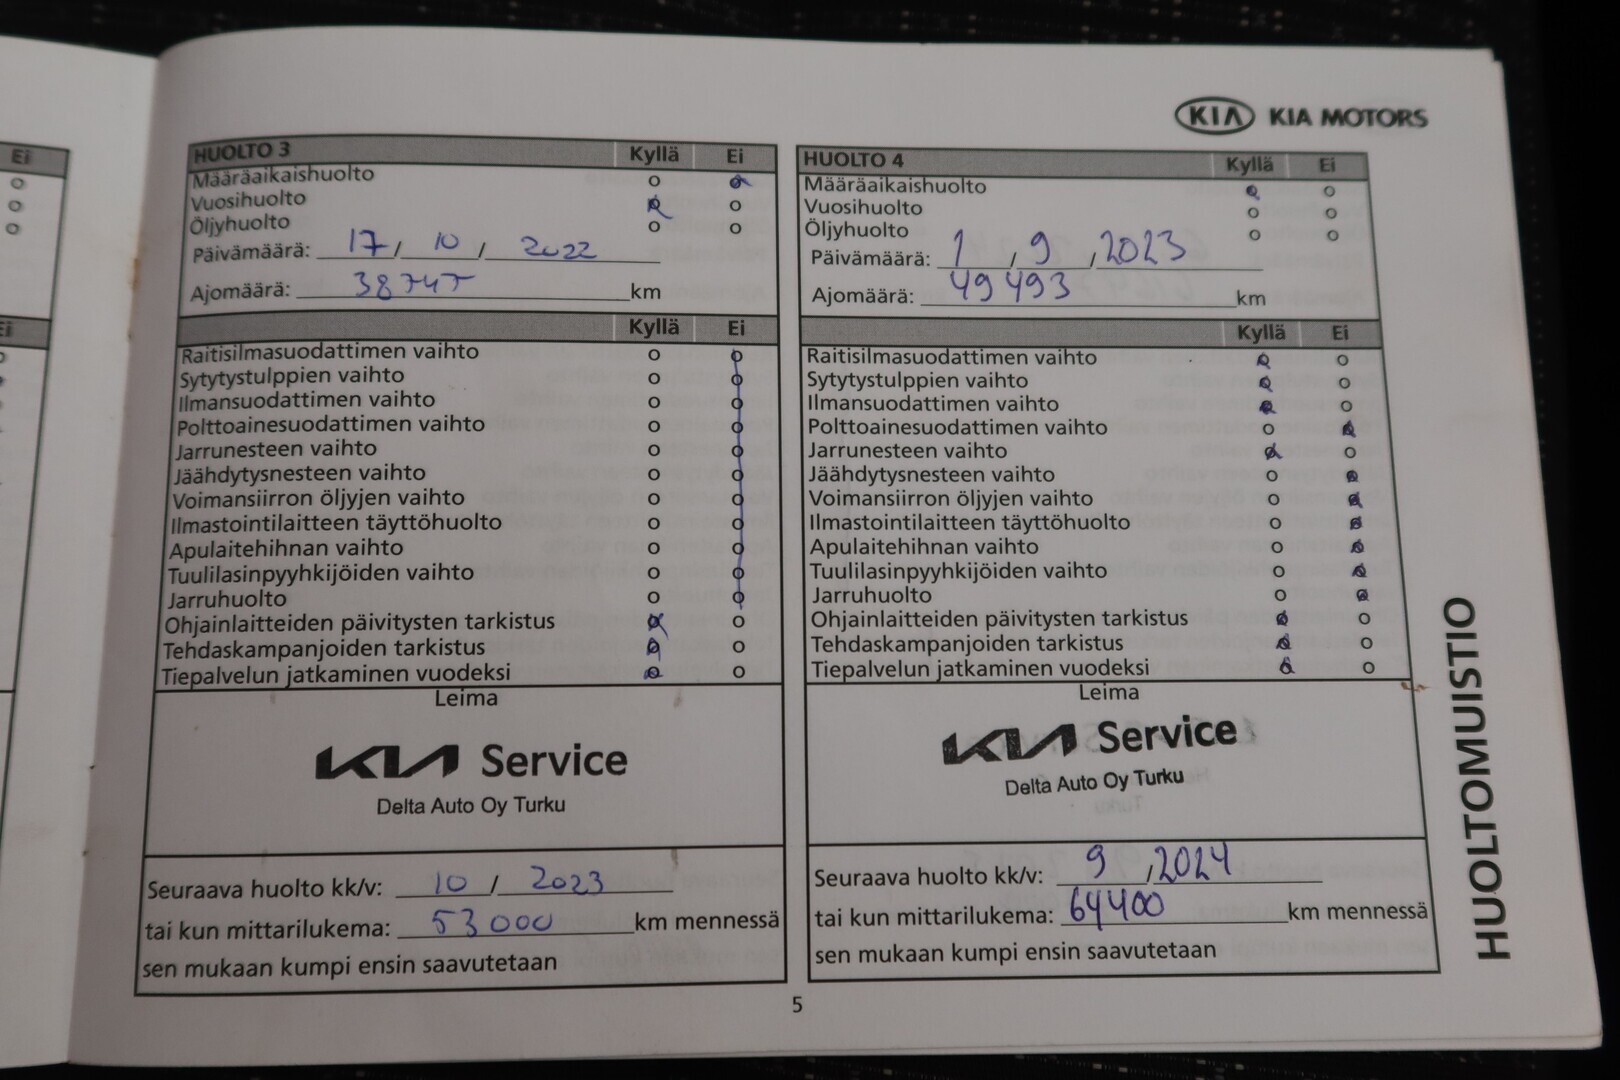 KIA KIA MOTORS
Ei
Ei
HUOLTO 3 Kyllä Ei
Määräaikaishuolto
Vuosihuolto
Öljyhuolto
Päivämäärä: 17 / 10 / 2022
Ajomäärä: 38747 km
Kyllä Ei
Raitisilmasuodattimen vaihto
Sytytystulppien vaihto
Ilmansuodattimen vaihto
Polttoainesuodattimen vaihto
Jarrunesteen vaihto
Jäähdytysnesteen vaihto
Voimansiirron öljyjen vaihto
Ilmastointilaitteen täyttöhuolto
Apulaitehihnan vaihto
Tuulilasinpyyhkijöiden vaihto
Jarruhuolto
Ohjainlaitteiden päivitysten tarkistus
Tehdaskampanjoiden tarkistus
Tiepalvelun jatkaminen vuodeksi
Leima
KIA Service
Delta Auto Oy Turku
Seuraava huolto kk/v: 10 / 2023
tai kun mittarilukema: 53 000 km mennessä
sen mukaan kumpi ensin saavutetaan
HUOLTO 4 Kyllä Ei
Määräaikaishuolto
Vuosihuolto
Öljyhuolto
Päivämäärä: 1 / 9 / 2023
Ajomäärä: 49 493 km
Kyllä Ei
Raitisilmasuodattimen vaihto
Sytytystulppien vaihto
Ilmansuodattimen vaihto
Polttoainesuodattimen vaihto
Jarrunesteen vaihto
Jäähdytysnesteen vaihto
Voimansiirron öljyjen vaihto
Ilmastointilaitteen täyttöhuolto
Apulaitehihnan vaihto
Tuulilasinpyyhkijöiden vaihto
Jarruhuolto
Ohjainlaitteiden päivitysten tarkistus
Tehdaskampanjoiden tarkistus
Tiepalvelun jatkaminen vuodeksi
Leima
KIA Service
Delta Auto Oy Turku
Seuraava huolto kk/v: 9 / 2024
tai kun mittarilukema: 64400 km mennessä
sen mukaan kumpi ensin saavutetaan
HUOLTOMUISTIO
5